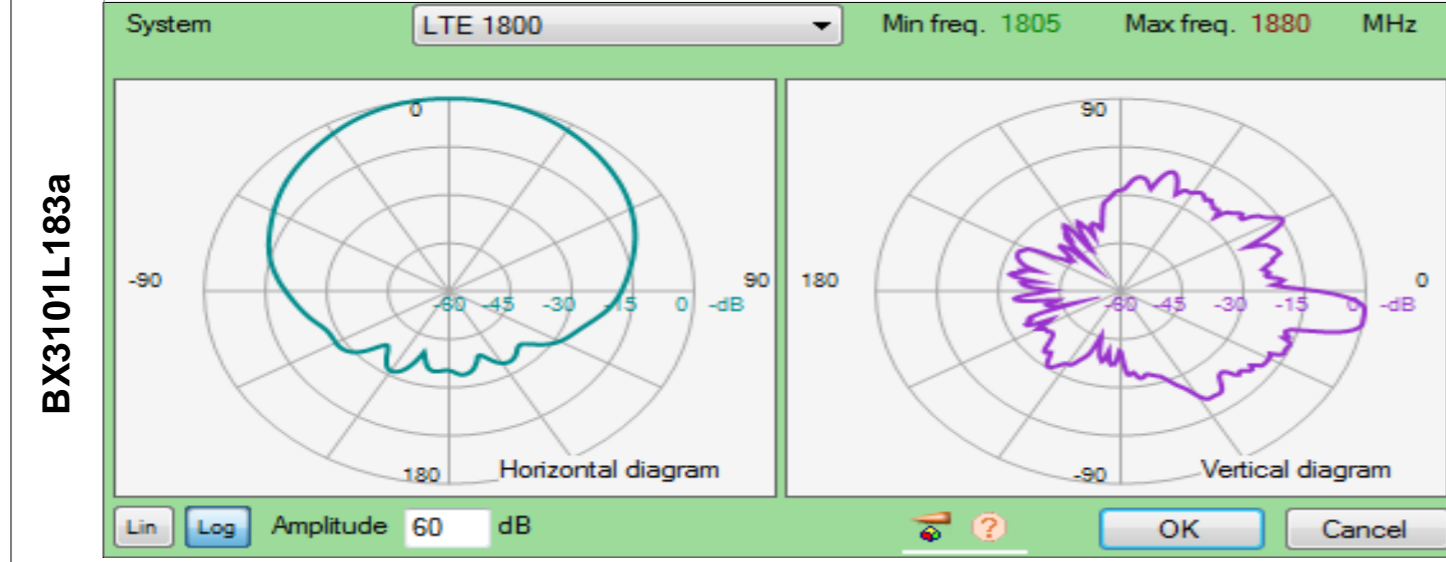 BX3101L183a
System LTE 1800 Min freq. 1805 Max freq. 1880 MHz
0
-90 90
-60 -45 -30 -15 0 -dB
180 Horizontal diagram
90
180 0
-60 -45 -30 -15 0 -dB
-90 Vertical diagram
Lin Log Amplitude 60 dB ? OK Cancel